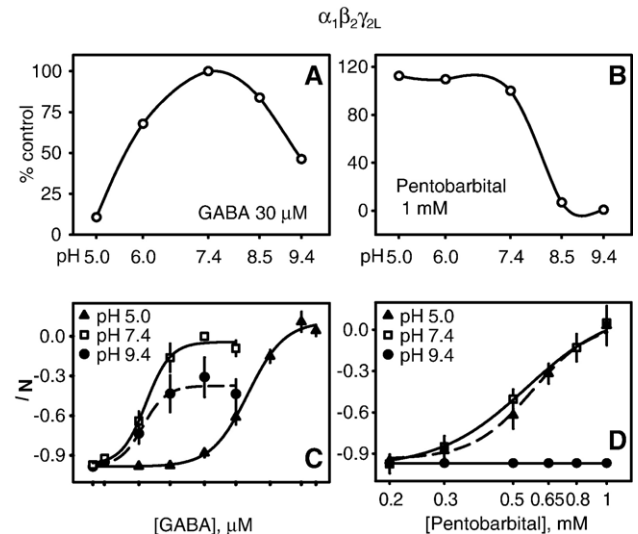 α₁β₂γ₂L
A
B
100
75
50
25
0
% control
GABA 30 μM
pH 5.0 6.0 7.4 8.5 9.4
120
80
40
0
Pentobarbital
1 mM
pH 5.0 6.0 7.4 8.5 9.4
pH 5.0
pH 7.4
pH 9.4
0.0
-0.3
-0.6
-0.9
I N
C
[GABA], μM
pH 5.0
pH 7.4
pH 9.4
0.0
-0.3
-0.6
-0.9
D
0.2 0.3 0.5 0.65 0.8 1
[Pentobarbital], mM